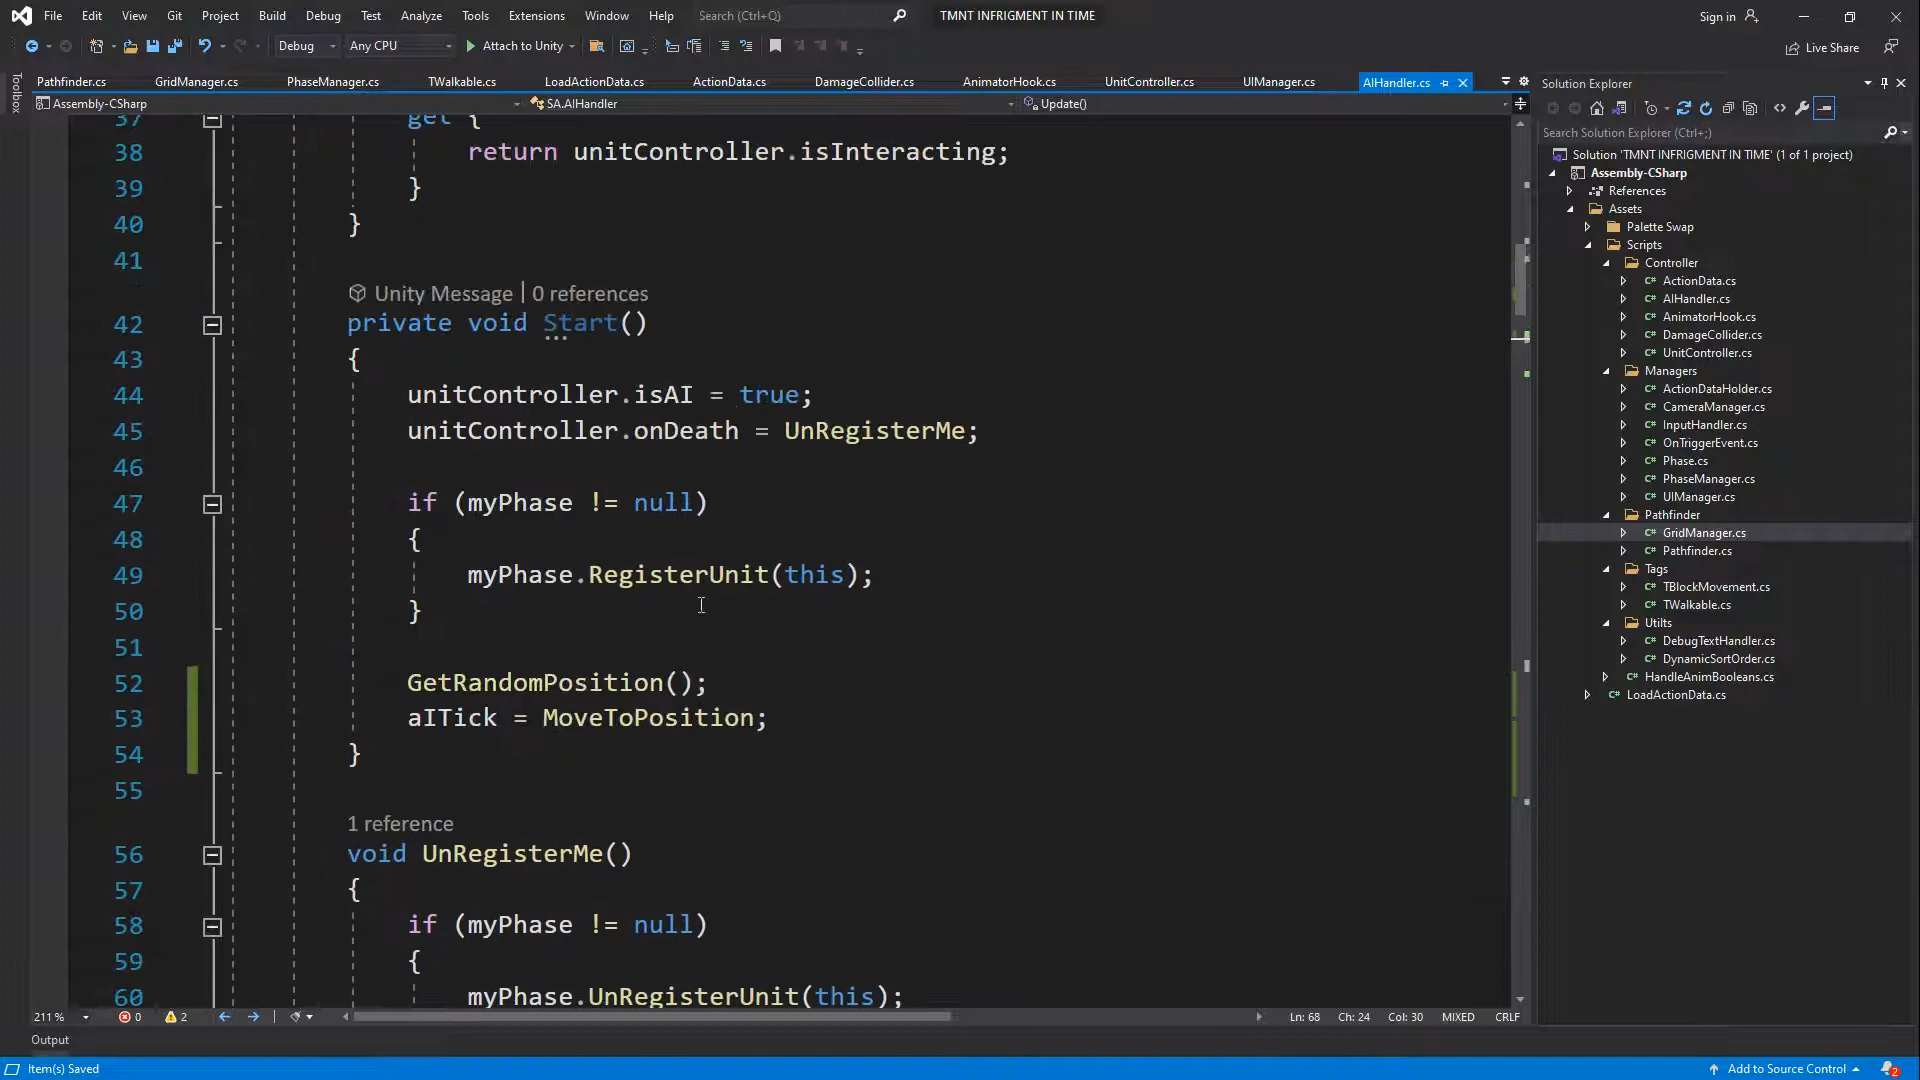 File Edit View Git Project Build Debug Test Analyze Tools Extensions Window Help Search (Ctrl+Q) TMNT INFRIGMENT IN TIME Sign in
Debug Any CPU Attach to Unity Live Share
Toolbox
Pathfinder.cs GridManager.cs PhaseManager.cs TWalkable.cs LoadActionData.cs ActionData.cs DamageCollider.cs AnimatorHook.cs UnitController.cs UIManager.cs AIHandler.cs
Assembly-CSharp SA.AIHandler Update()
37 get {
38 return unitController.isInteracting;
39 }
40 }
41
Unity Message | 0 references
42 private void Start()
43 {
44 unitController.isAI = true;
45 unitController.onDeath = UnRegisterMe;
46
47 if (myPhase != null)
48 {
49 myPhase.RegisterUnit(this);
50 }
51
52 GetRandomPosition();
53 aITick = MoveToPosition;
54 }
55
1 reference
56 void UnRegisterMe()
57 {
58 if (myPhase != null)
59 {
60 myPhase.UnRegisterUnit(this);
211 % 0 2 Ln: 68 Ch: 24 Col: 30 MIXED CRLF
Output
Item(s) Saved Add to Source Control 2
Solution Explorer
Search Solution Explorer (Ctrl+;)
Solution 'TMNT INFRIGMENT IN TIME' (1 of 1 project)
Assembly-CSharp
References
Assets
Palette Swap
Scripts
Controller
C# ActionData.cs
C# AIHandler.cs
C# AnimatorHook.cs
C# DamageCollider.cs
C# UnitController.cs
Managers
C# ActionDataHolder.cs
C# CameraManager.cs
C# InputHandler.cs
C# OnTriggerEvent.cs
C# Phase.cs
C# PhaseManager.cs
C# UIManager.cs
Pathfinder
C# GridManager.cs
C# Pathfinder.cs
Tags
C# TBlockMovement.cs
C# TWalkable.cs
Utilts
C# DebugTextHandler.cs
C# DynamicSortOrder.cs
C# HandleAnimBooleans.cs
C# LoadActionData.cs